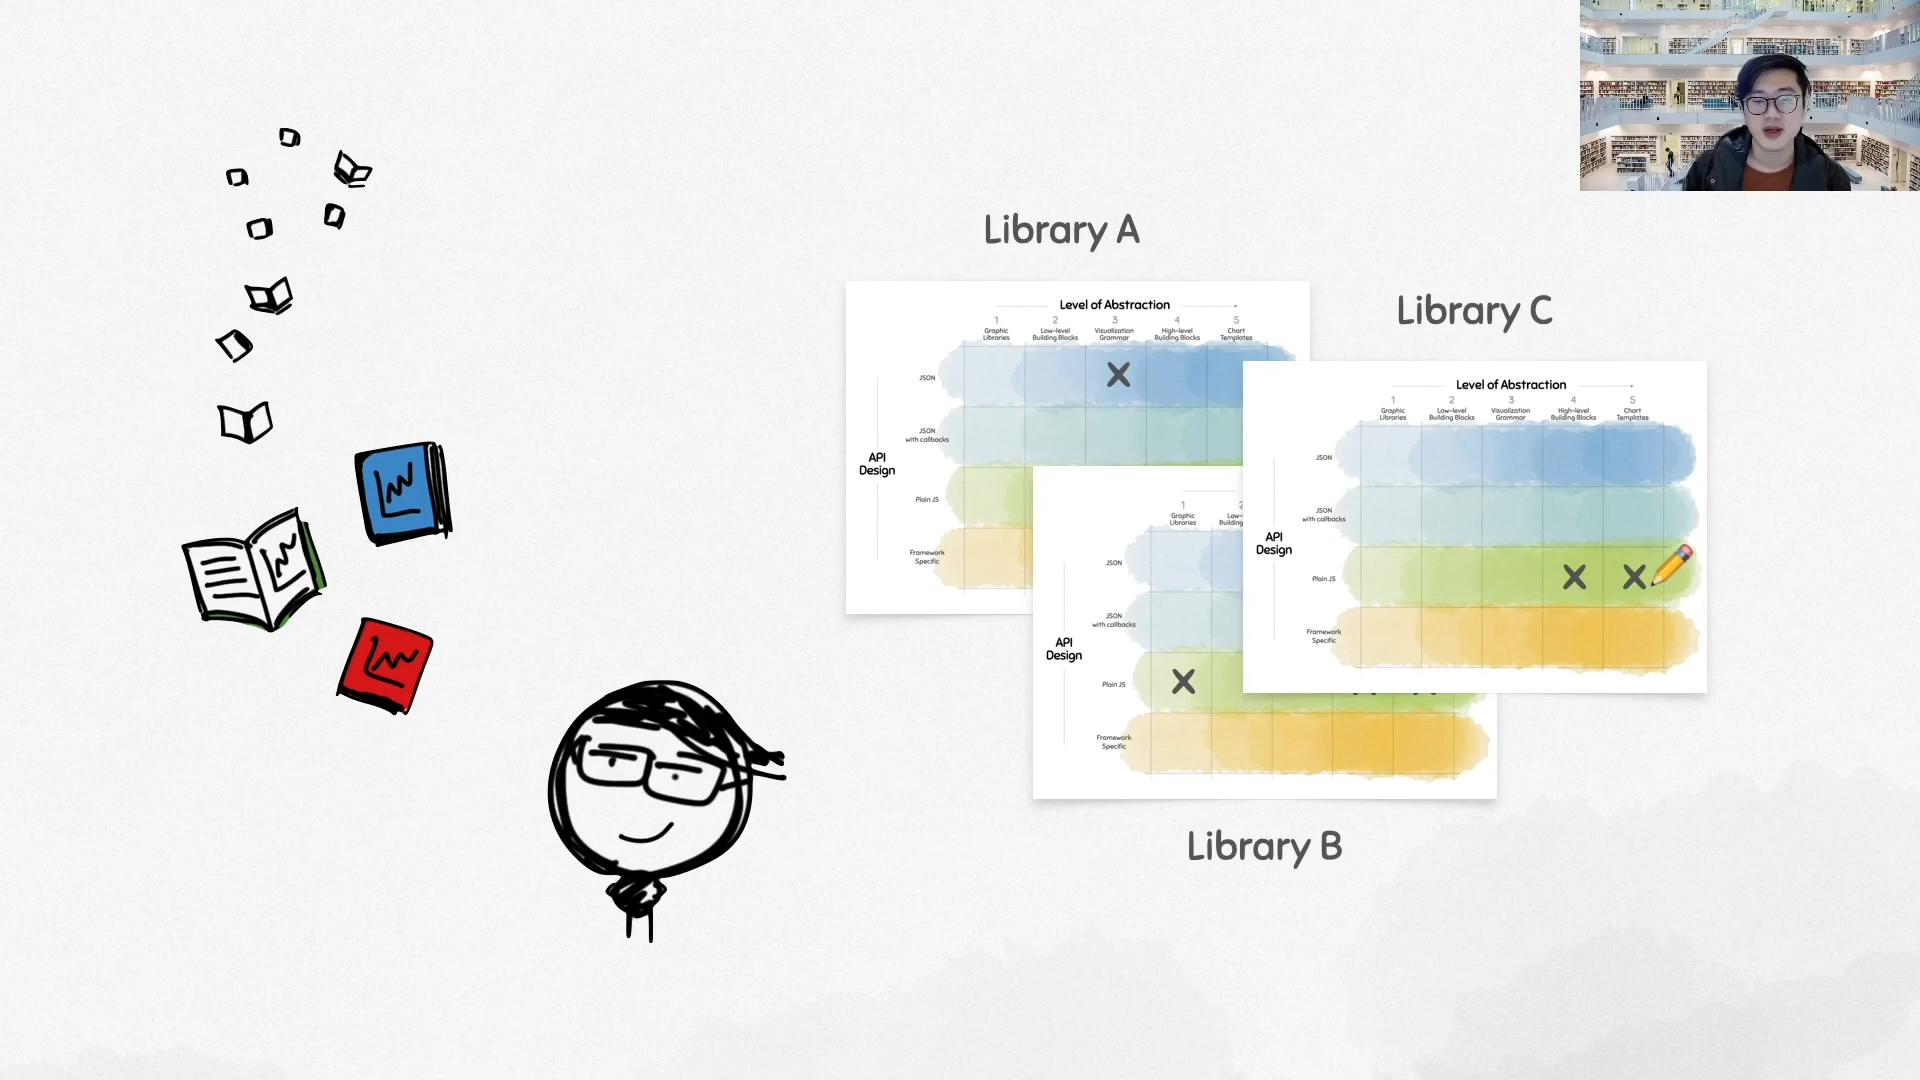 Library A
Level of Abstraction
1 2 3 4 5
Graphic Libraries
Low-level Building Blocks
Visualization Grammar
High-level Building Blocks
Chart Templates
API Design
JSON
JSON with callbacks
Plain JS
Framework Specific
X
Library C
Level of Abstraction
1 2 3 4 5
Graphic Libraries
Low-level Building Blocks
Visualization Grammar
High-level Building Blocks
Chart Templates
API Design
JSON
JSON with callbacks
Plain JS
Framework Specific
X X
1
Graphic Libraries
API Design
JSON
JSON with callbacks
Plain JS
Framework Specific
X
Library B